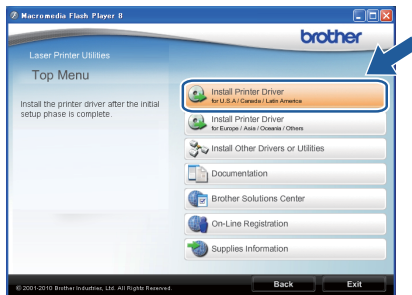 Macromedia Flash Player 8
brother
Laser Printer Utilities
Top Menu
Install the printer driver after the initial
setup phase is complete.
Install Printer Driver
for U.S.A / Canada / Latin America
Install Printer Driver
for Europe / Asia / Oceania / Others
Install Other Drivers or Utilities
Documentation
Brother Solutions Center
On-Line Registration
Supplies Information
© 2001-2010 Brother Industries, Ltd. All Rights Reserved.
Back
Exit